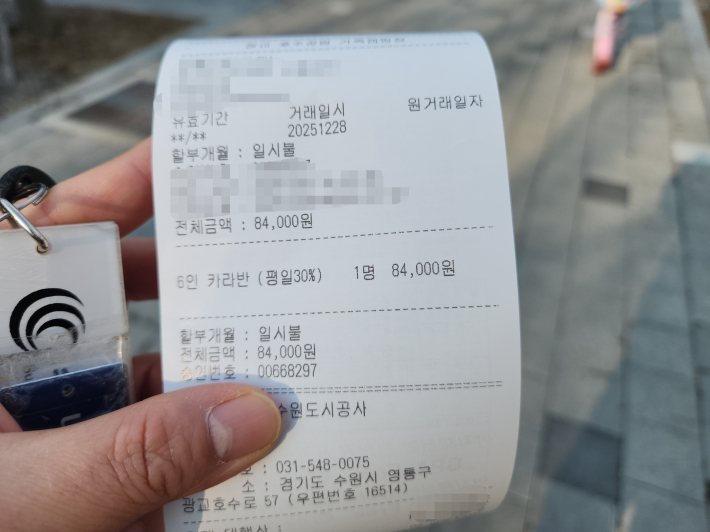 유효기간 거래일시 원거래일자
**/** 20251228
할부개월 : 일시불
전체금액 : 84,000원
6인 카라반 (평일30%) 1명 84,000원
할부개월 : 일시불
전체금액 : 84,000원
승인번호 : 00668297
수원도시공사
호 : 031-548-0075
소 : 경기도 수원시 영통구
광교호수로 57 (우편번호 16514)